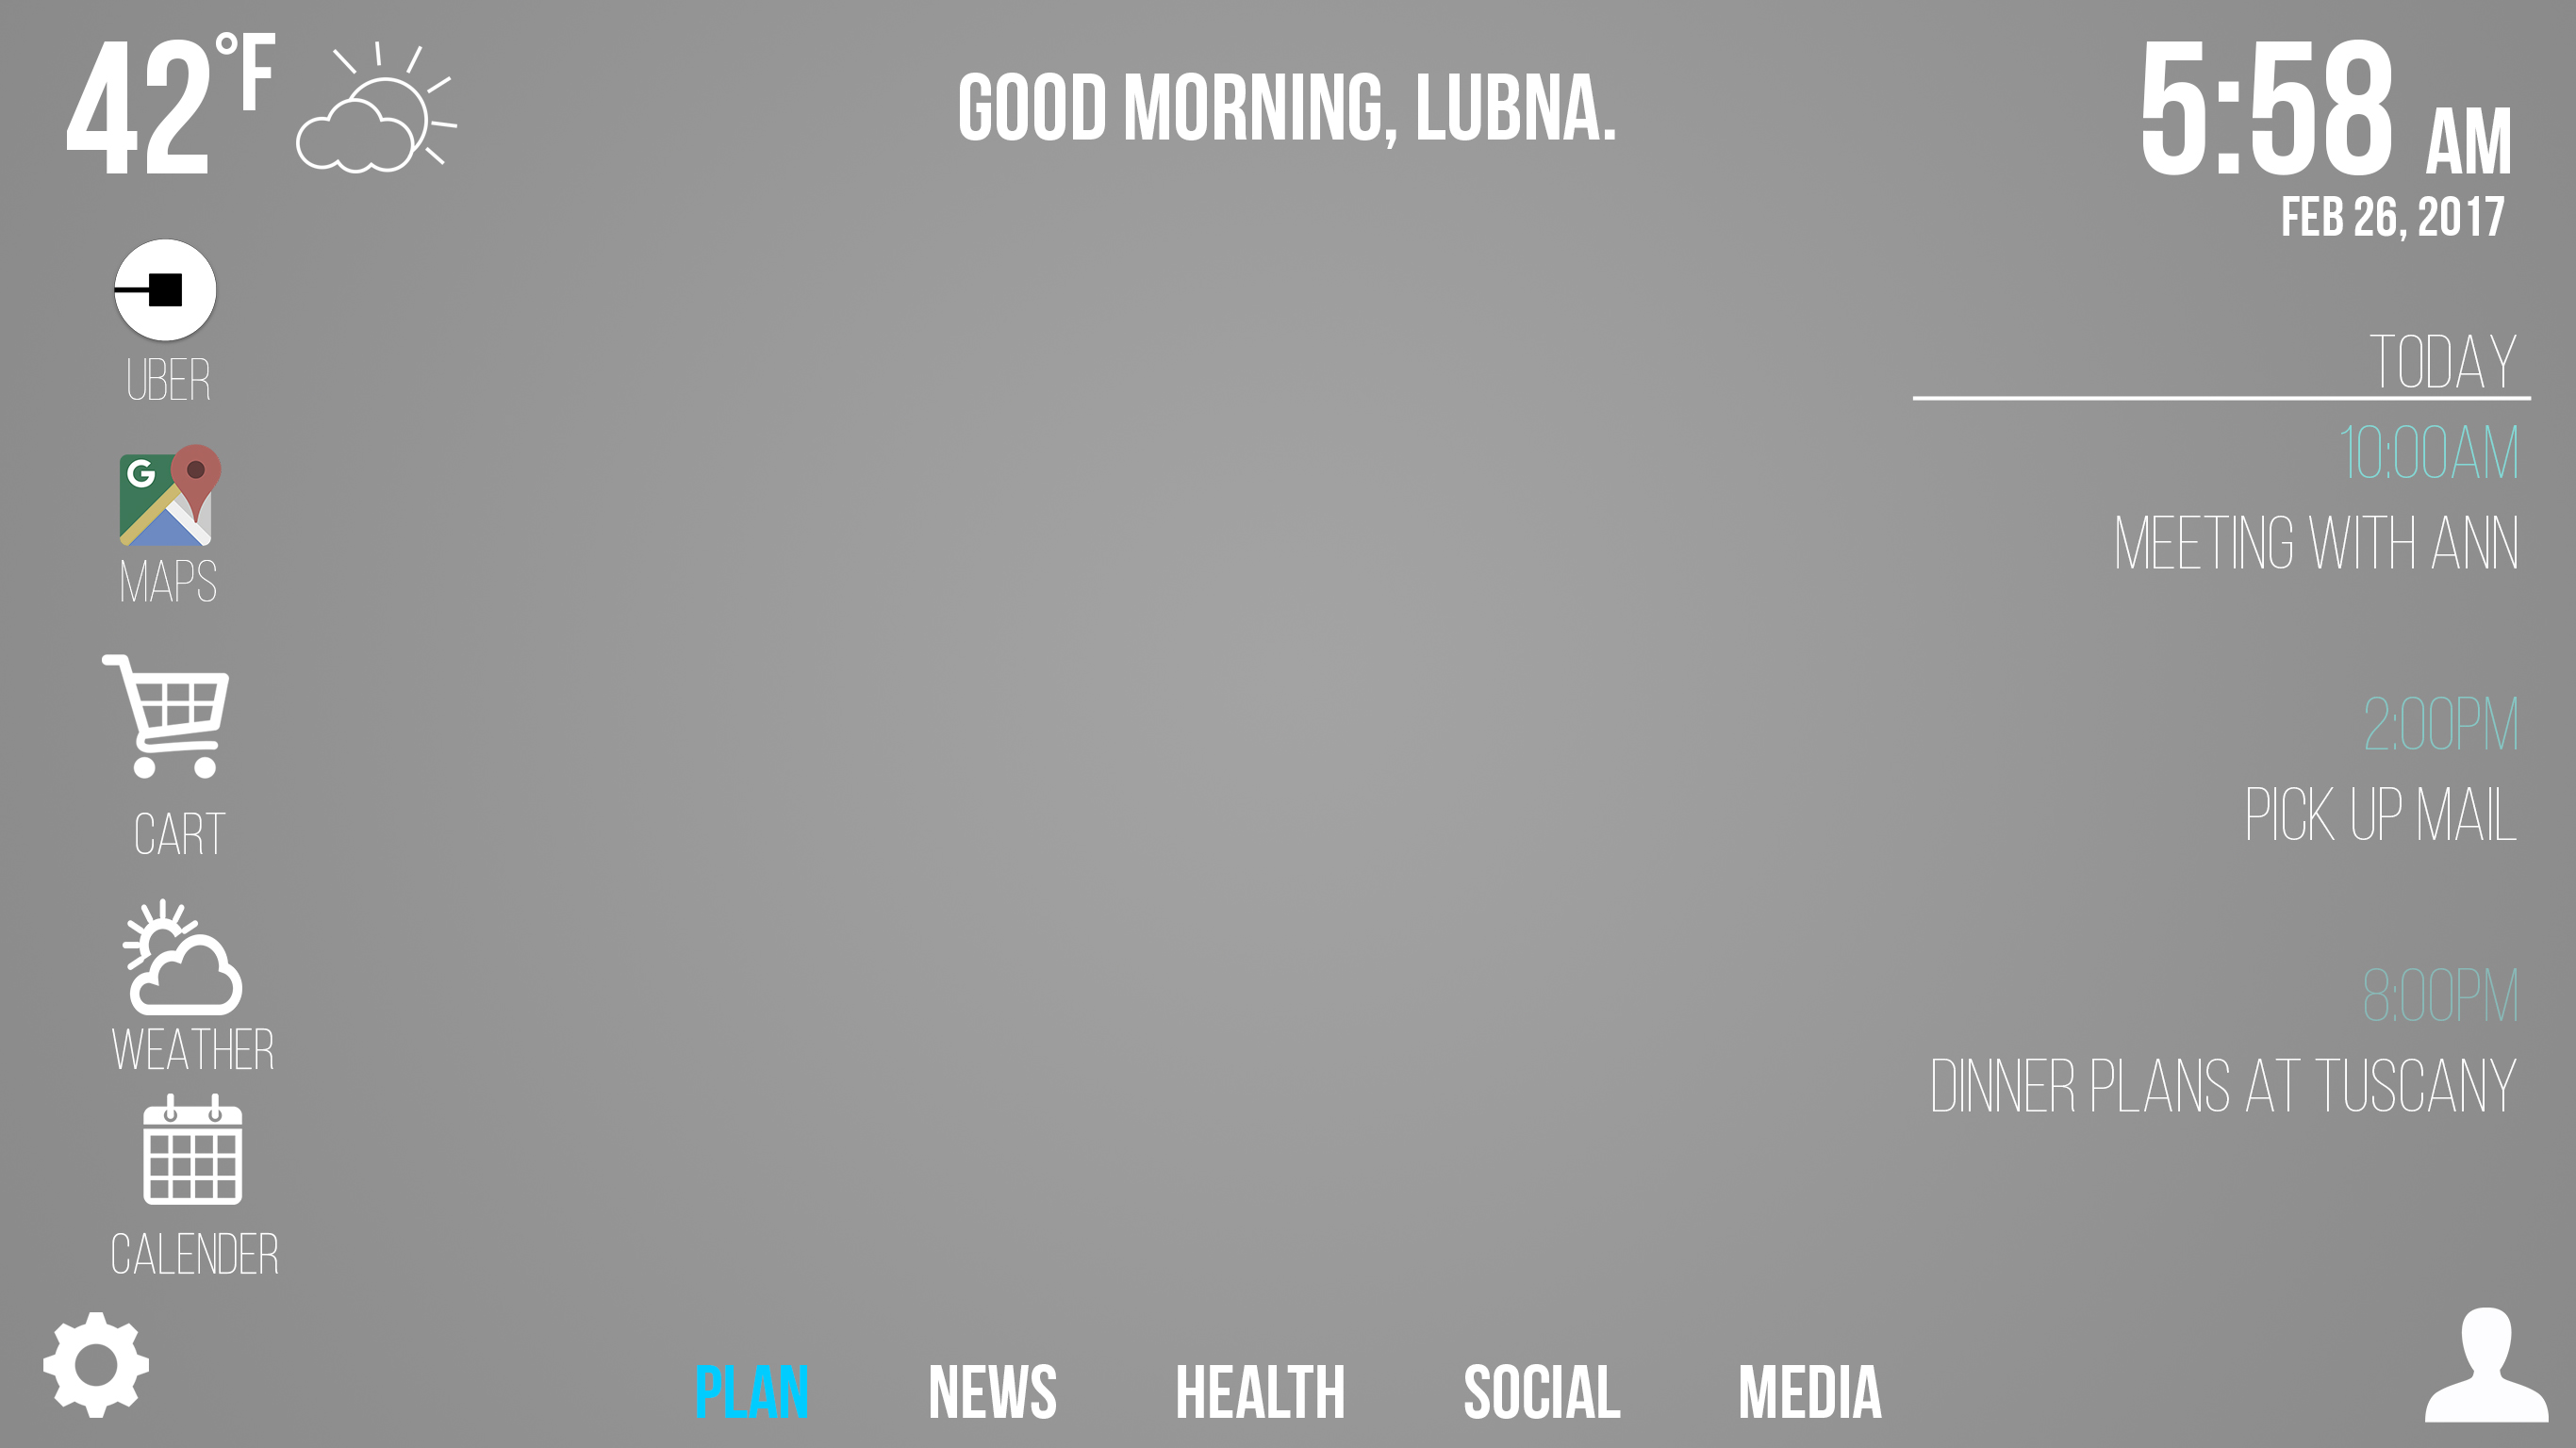 42°F
GOOD MORNING, LUBNA.
5:58 AM
FEB 26, 2017
UBER
G
MAPS
CART
WEATHER
CALENDER
TODAY
10:00AM
MEETING WITH ANN
2:00PM
PICK UP MAIL
8:00PM
DINNER PLANS AT TUSCANY
PLAN NEWS HEALTH SOCIAL MEDIA